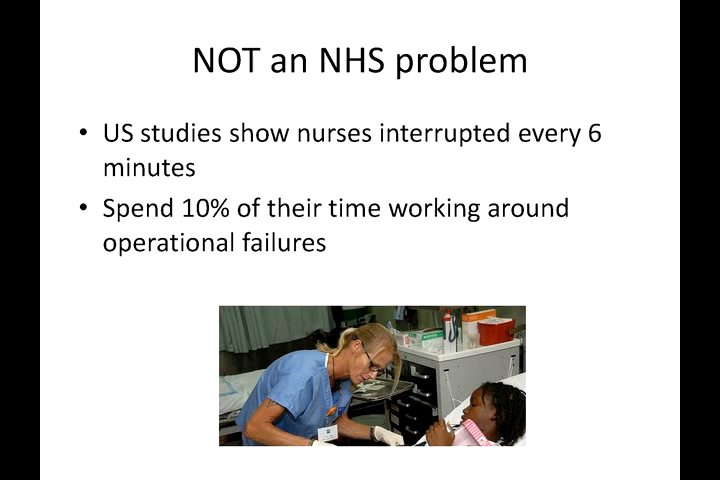 NOT an NHS problem
• US studies show nurses interrupted every 6
minutes
• Spend 10% of their time working around
operational failures